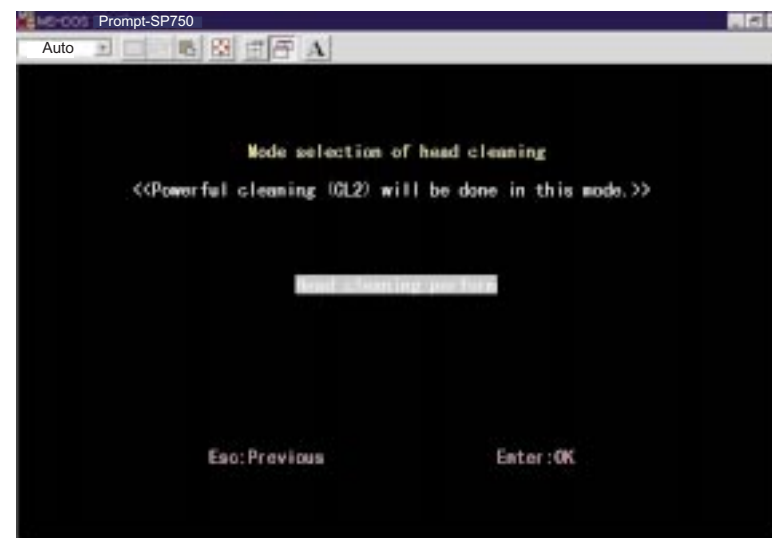 MS-DOS Prompt-SP750
Auto
A
Mode selection of head cleaning
<<Powerful cleaning (CL2) will be done in this mode.>>
Head cleaning perform
Esc:Previous
Enter:OK